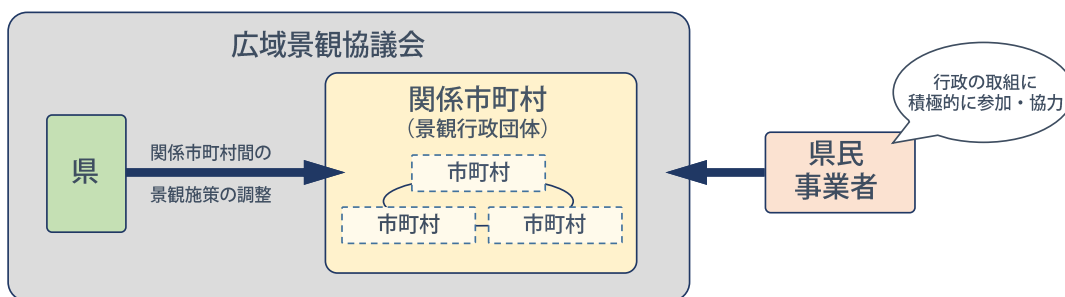 広域景観協議会
県
関係市町村間の
景観施策の調整
関係市町村
（景観行政団体）
市町村
市町村
市町村
県民
事業者
行政の取組に
積極的に参加・協力